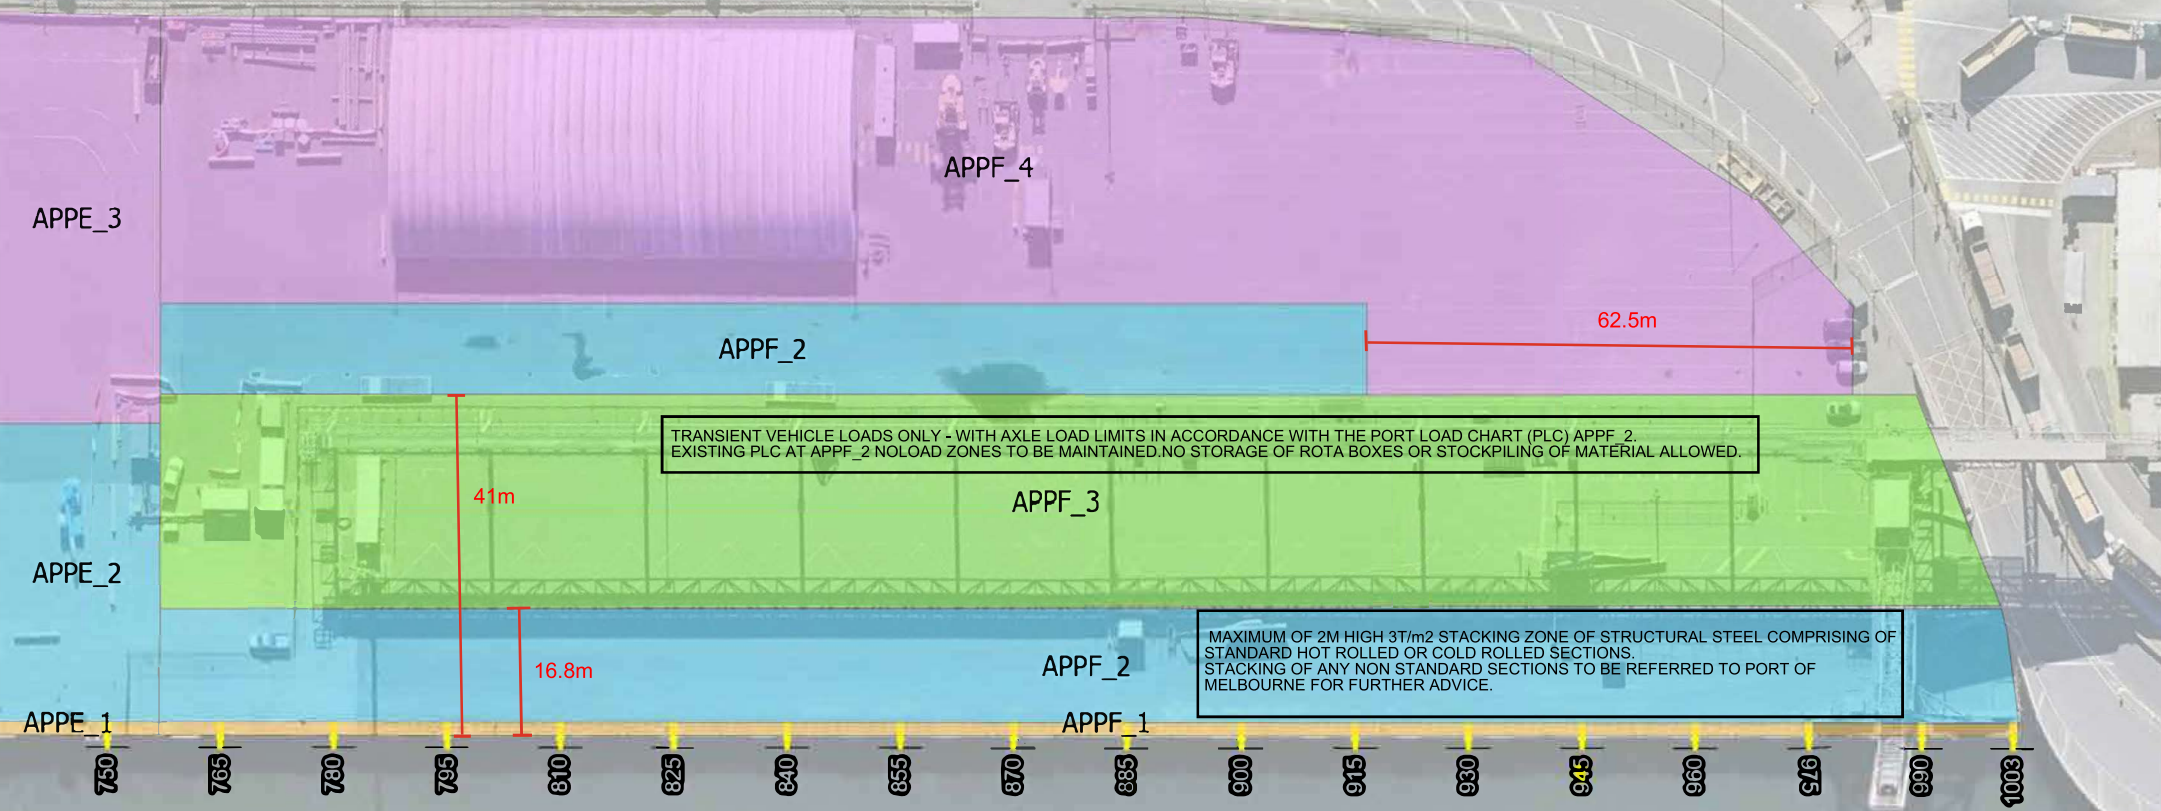 APPF_4
APPE_3
62.5m
APPF_2
TRANSIENT VEHICLE LOADS ONLY - WITH AXLE LOAD LIMITS IN ACCORDANCE WITH THE PORT LOAD CHART (PLC) APPF_2.
EXISTING PLC AT APPF_2 NOLOAD ZONES TO BE MAINTAINED.NO STORAGE OF ROTA BOXES OR STOCKPILING OF MATERIAL ALLOWED.
41m
APPF_3
APPE_2
MAXIMUM OF 2M HIGH 3T/m2 STACKING ZONE OF STRUCTURAL STEEL COMPRISING OF
STANDARD HOT ROLLED OR COLD ROLLED SECTIONS.
STACKING OF ANY NON STANDARD SECTIONS TO BE REFERRED TO PORT OF
MELBOURNE FOR FURTHER ADVICE.
16.8m
APPF_2
APPE_1
APPF_1
750
765
780
795
810
825
840
855
870
885
900
915
930
945
960
975
990
1003